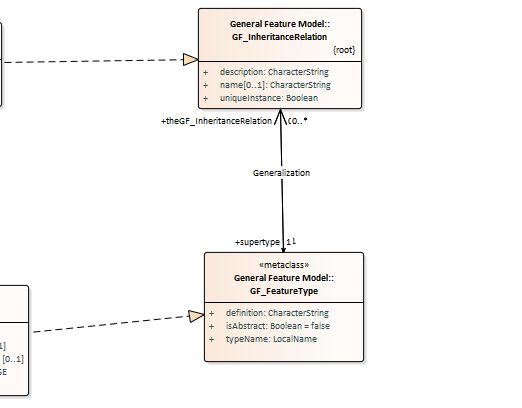 General Feature Model::
GF_InheritanceRelation
{root}
+ description: CharacterString
+ name[0..1]: CharacterString
+ uniqueInstance: Boolean
+theGF_InheritanceRelation 0..*
Generalization
+supertype 1
«metaclass»
General Feature Model::
GF_FeatureType
+ definition: CharacterString
+ isAbstract: Boolean = false
+ typeName: LocalName
1]
[0..1]
SE